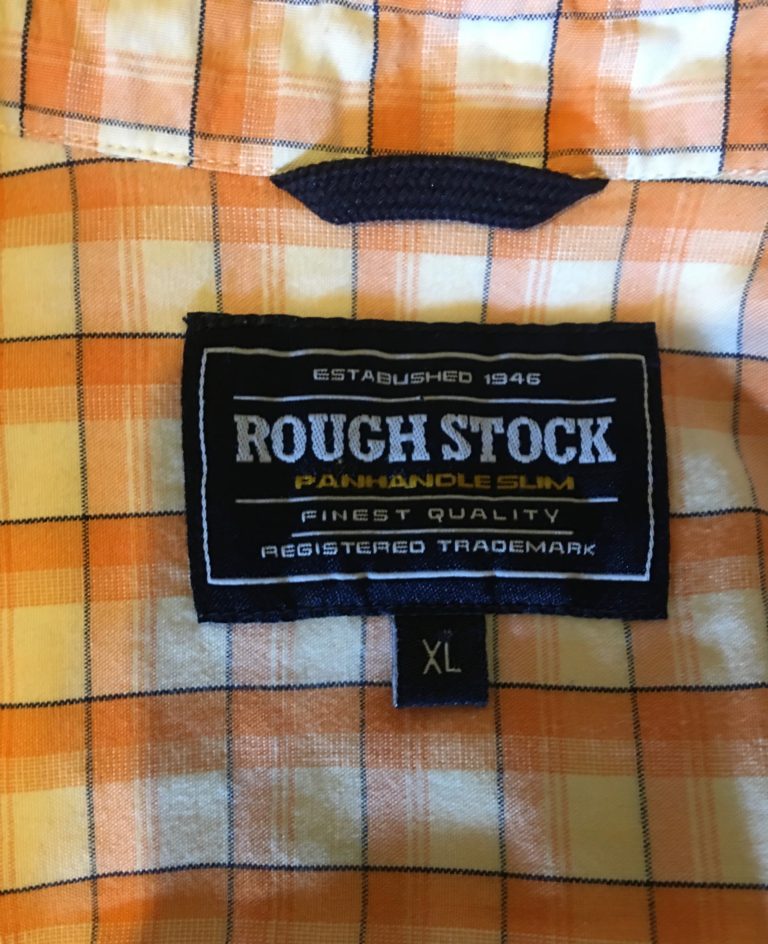 ESTABLISHED 1946
ROUGH STOCK
PANHANDLE SLIM
FINEST QUALITY
REGISTERED TRADEMARK
XL